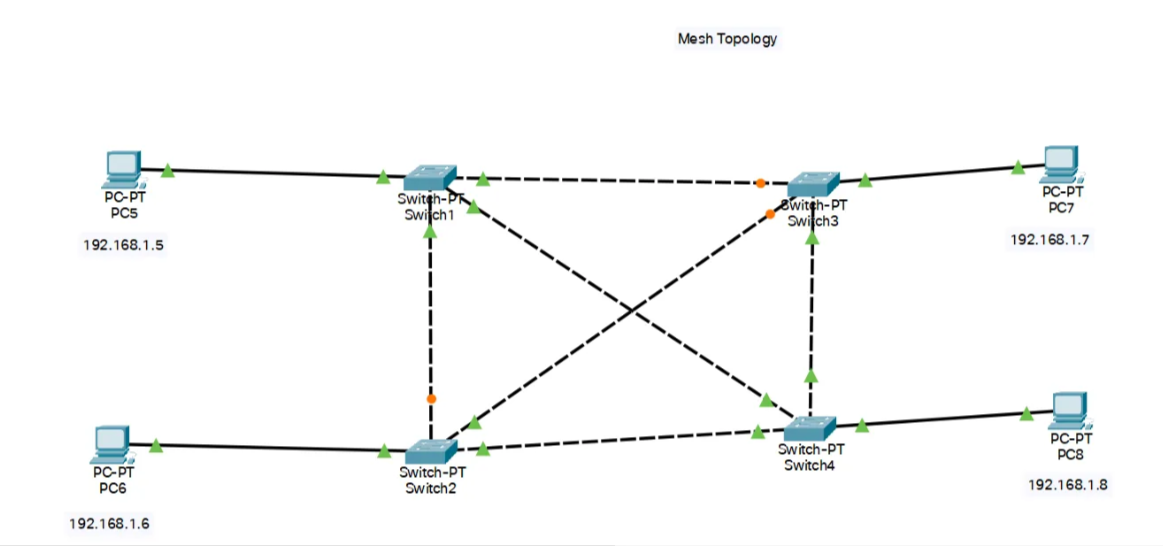 Mesh Topology
PC-PT
PC5
192.168.1.5
Switch-PT
Switch1
Switch-PT
Switch3
PC-PT
PC7
192.168.1.7
PC-PT
PC6
192.168.1.6
Switch-PT
Switch2
Switch-PT
Switch4
PC-PT
PC8
192.168.1.8